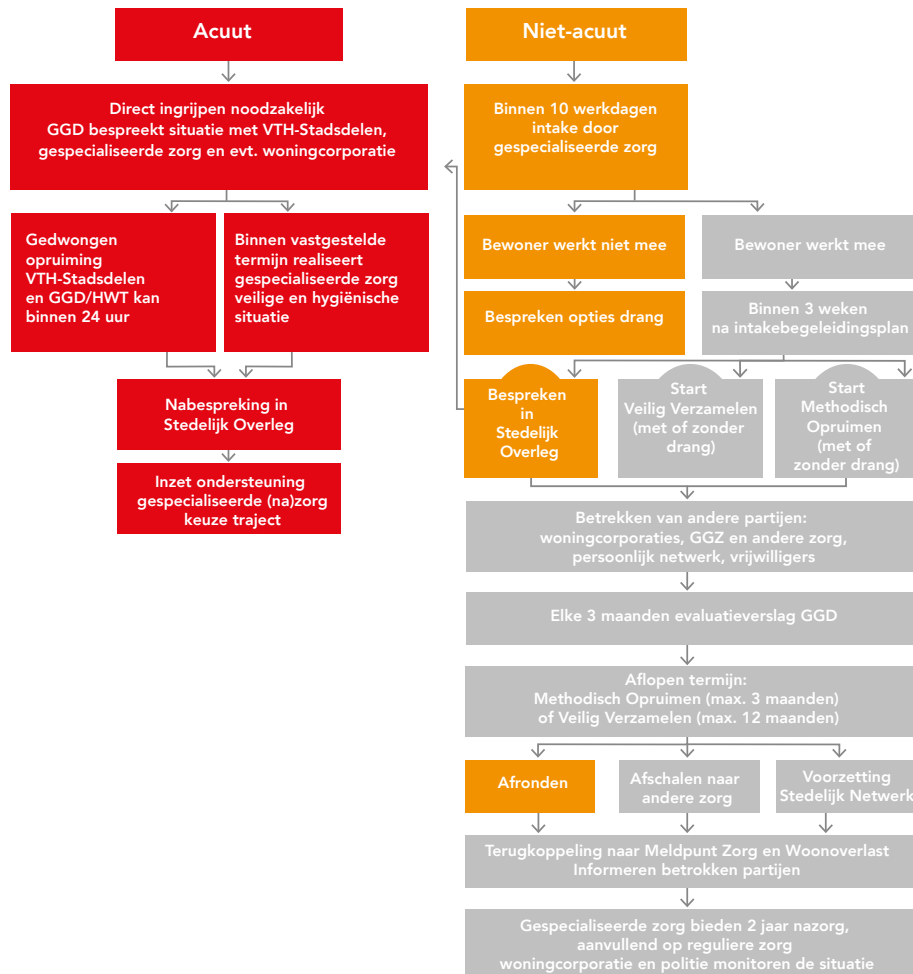 Acuut
Direct ingrijpen noodzakelijk
GGD bespreekt situatie met VTH-Stadsdelen,
gespecialiseerde zorg en evt. woningcorporatie
Gedwongen
opruiming
VTH-Stadsdelen
en GGD/HWT kan
binnen 24 uur
Binnen vastgestelde
termijn realiseert
gespecialiseerde zorg
veilige en hygiënische
situatie
Nabespreking in
Stedelijk Overleg
Inzet ondersteuning
gespecialiseerde (na)zorg
keuze traject
Niet-acuut
Binnen 10 werkdagen
intake door
gespecialiseerde zorg
Bewoner werkt niet mee
Bewoner werkt mee
Bespreken opties drang
Binnen 3 weken
na intakebegeleidingsplan
Bespreken
in
Stedelijk
Overleg
Start
Veilig Verzamelen
(met of zonder
drang)
Start
Methodisch
Opruimen
(met of
zonder drang)
Betrekken van andere partijen:
woningcorporaties, GGZ en andere zorg,
persoonlijk netwerk, vrijwilligers
Elke 3 maanden evaluatieverslag GGD
Aflopen termijn:
Methodisch Opruimen (max. 3 maanden)
of Veilig Verzamelen (max. 12 maanden)
Afronden
Afschalen naar
andere zorg
Voorzetting
Stedelijk Netwerk
Terugkoppeling naar Meldpunt Zorg en Woonoverlast
Informeren betrokken partijen
Gespecialiseerde zorg bieden 2 jaar nazorg,
aanvullend op reguliere zorg
woningcorporatie en politie monitoren de situatie